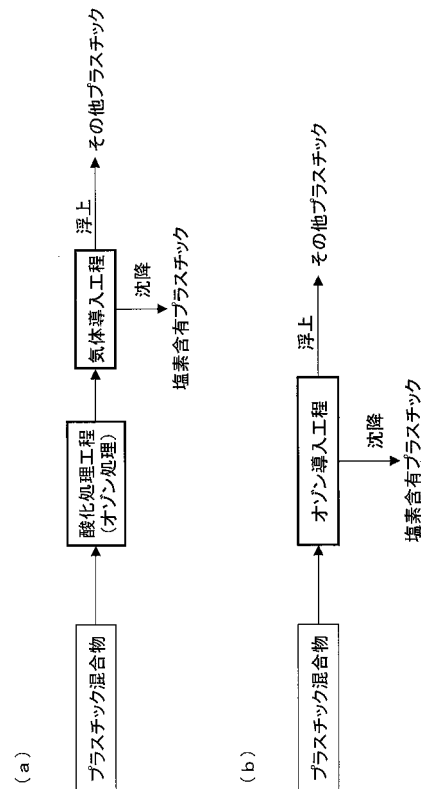 (a)
プラスチック混合物
酸化処理工程
(オゾン処理)
気体導入工程
浮上
その他プラスチック
沈降
塩素含有プラスチック
(b)
プラスチック混合物
オゾン導入工程
浮上
その他プラスチック
沈降
塩素含有プラスチック